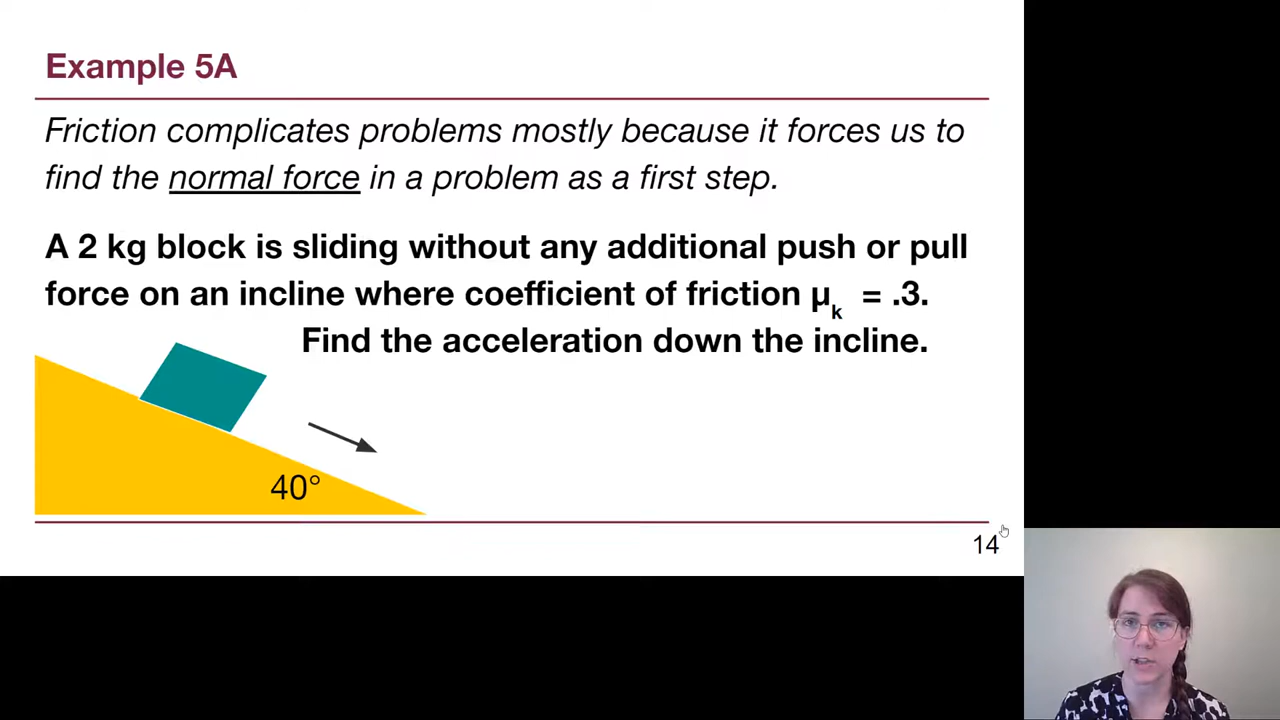 Example 5A
Friction complicates problems mostly because it forces us to
find the normal force in a problem as a first step.
A 2 kg block is sliding without any additional push or pull
force on an incline where coefficient of friction μk = .3.
Find the acceleration down the incline.
40°
14